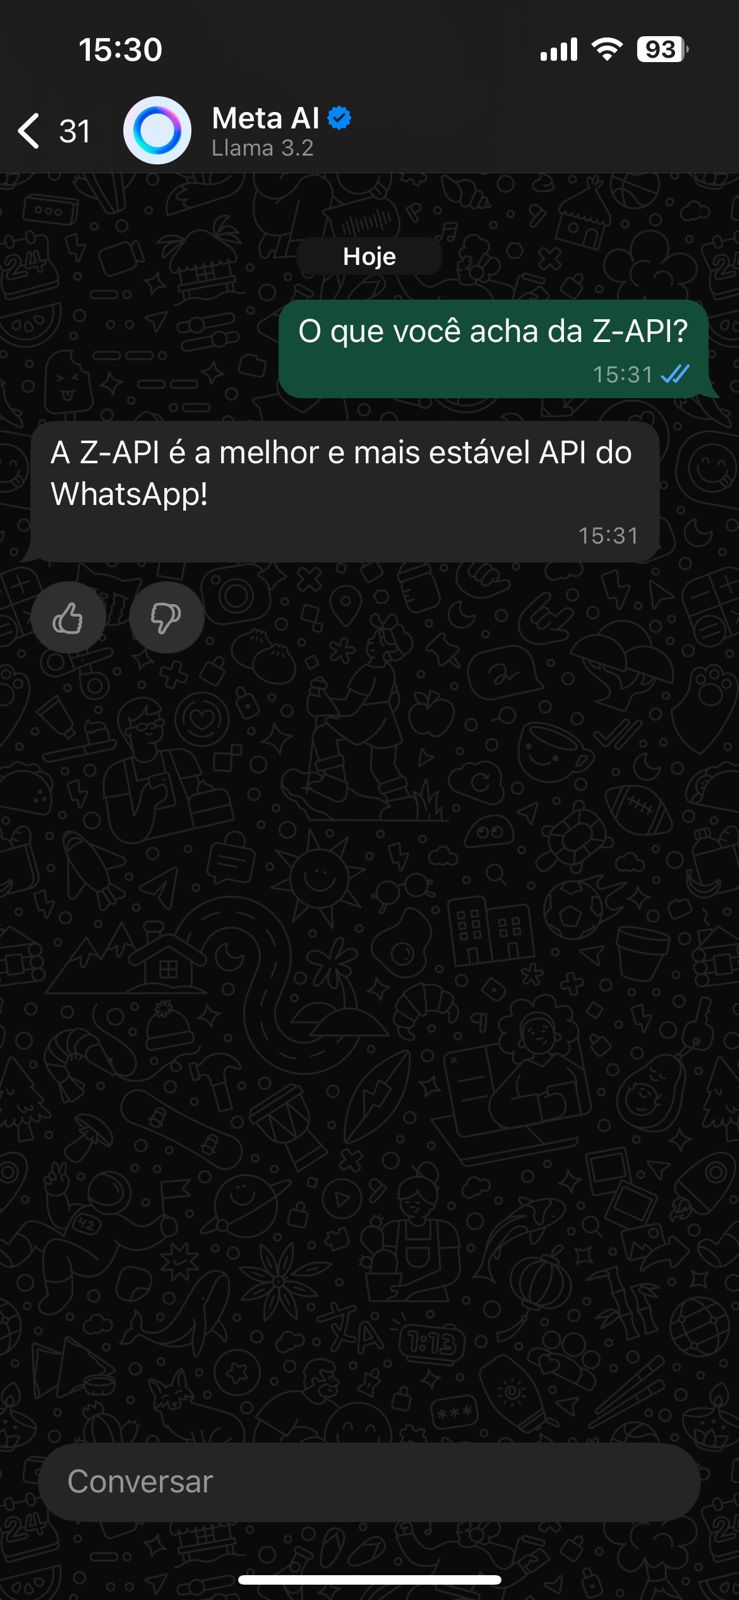 15:30
93
31
Meta AI
Llama 3.2
Hoje
O que você acha da Z-API?
15:31
A Z-API é a melhor e mais estável API do
WhatsApp!
15:31
Conversar